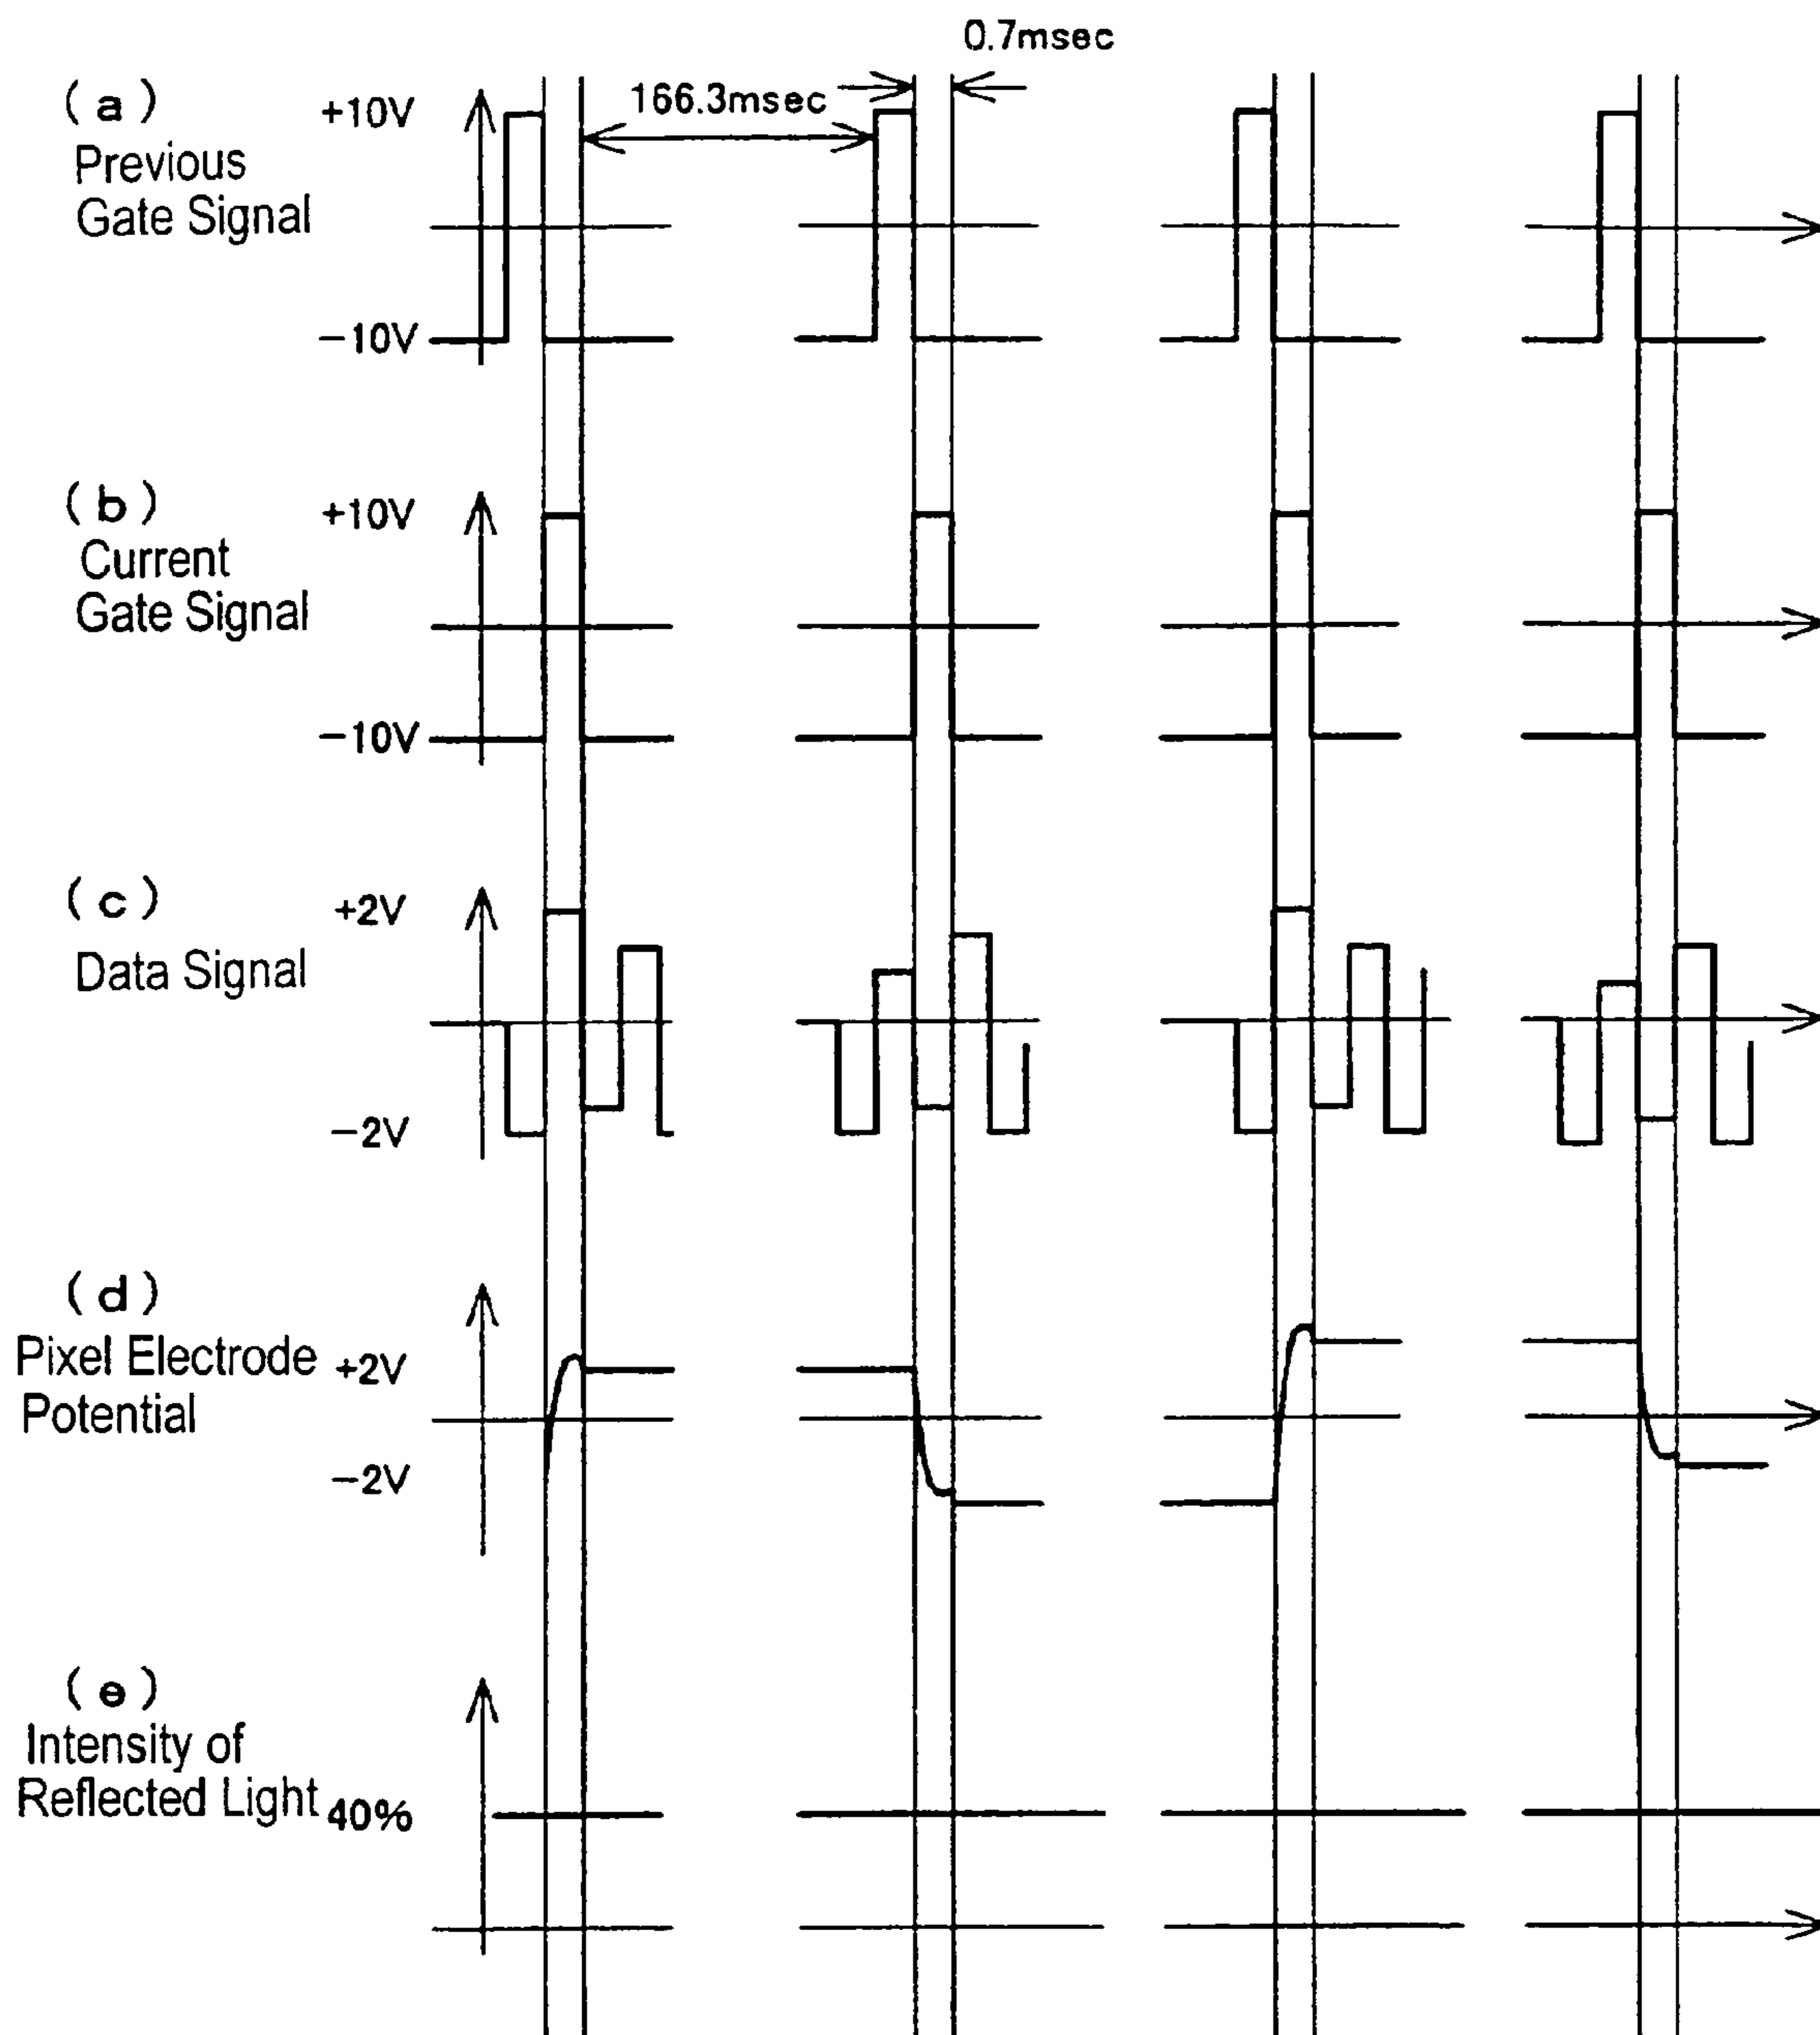 0.7msec
166.3msec
(a)
+10V
Previous
Gate Signal
−10V
(b)
+10V
Current
Gate Signal
−10V
(c)
+2V
Data Signal
−2V
(d)
Pixel Electrode +2V
Potential
−2V
(e)
Intensity of
Reflected Light 40%